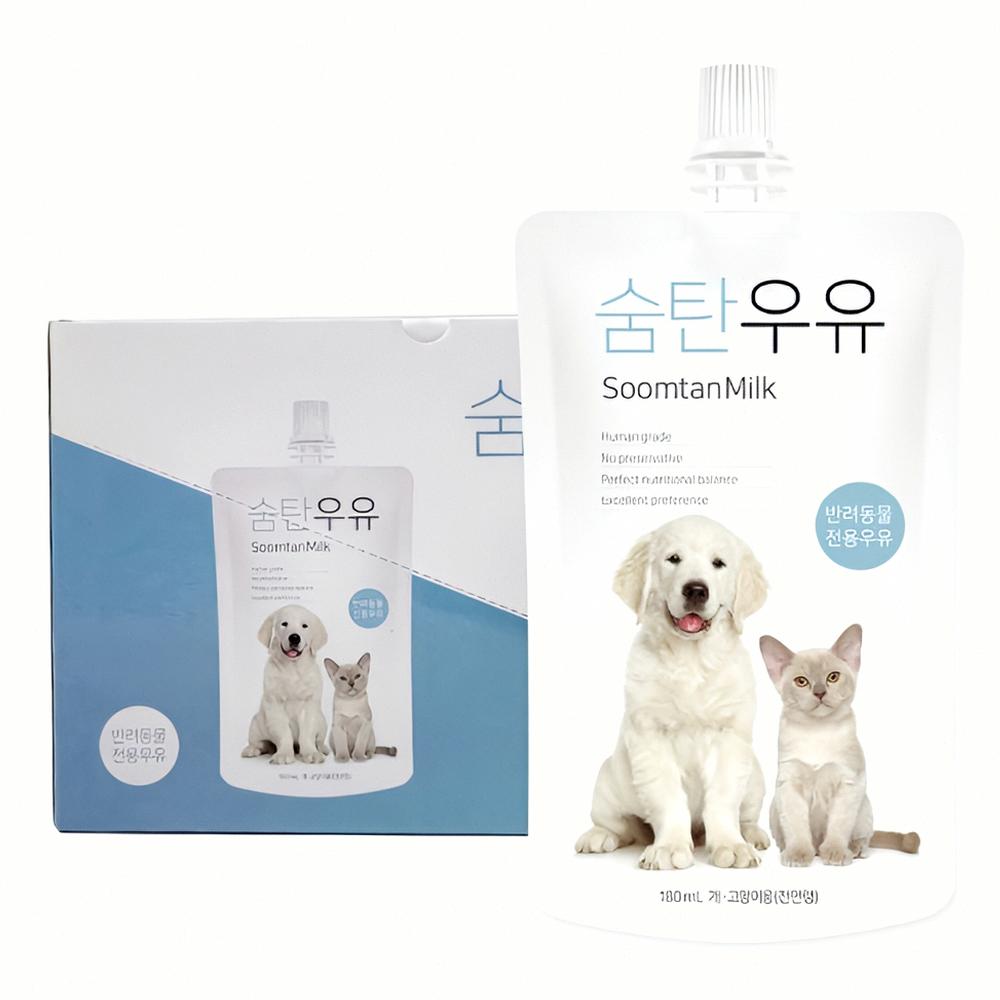 숨탄우유
SoomtanMilk
Human grade
No preservative
Perfect nutritional balance
Excellent preference
반려동물
전용우유
180mL 개·고양이용(전연령)
숨
숨탄우유
SoomtanMilk
반려동물
전용우유